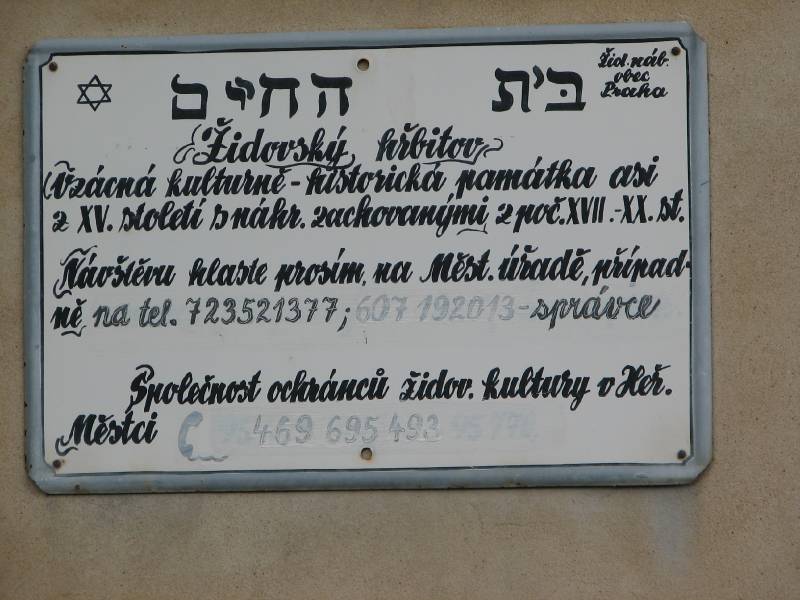 בית החיים
Žid. náb.
obec
Praha
Židovský hřbitov
Vzácná kulturně-historická památka asi
z XV. století s náhr. zachovanými z poč. XVII.-XX. st.
Návštěvu hlaste prosím, na Měst. úřadě, případ-
ně na tel. 723521377; 607 192013-správce
Společnost ochránců židov. kultury v Heř.
Městci 469 695 493